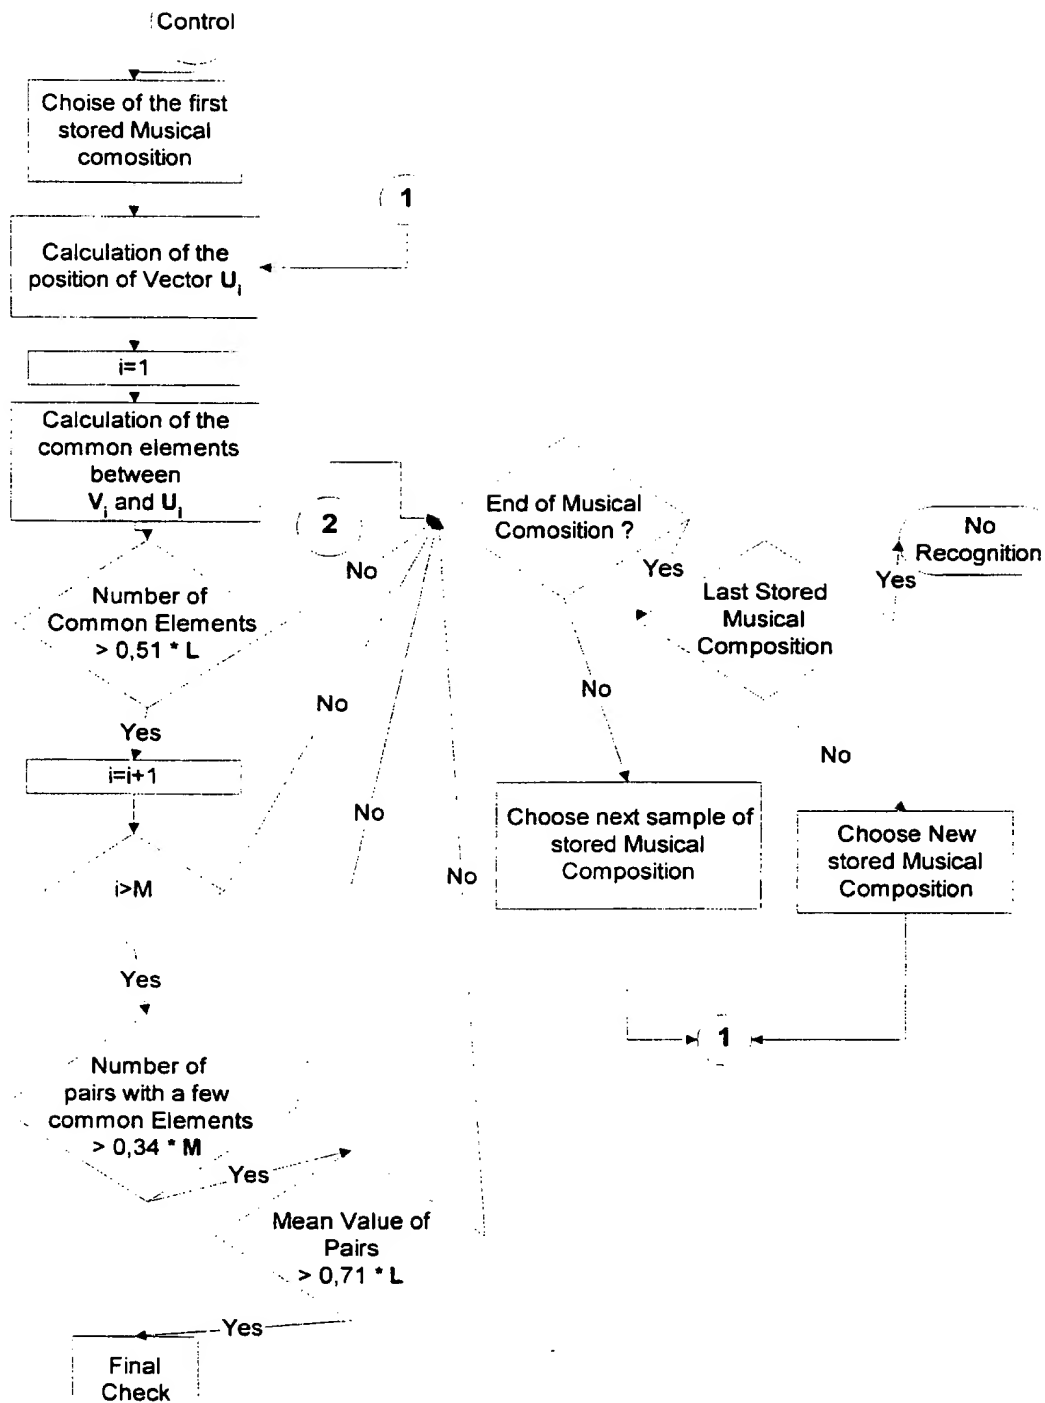 Control
Choise of the first
stored Musical
comosition
1
Calculation of the
position of Vector Ui
i=1
Calculation of the
common elements
between
Vi and Ui
2
Number of
Common Elements
> 0,51 * L
No
Yes
i=i+1
No
i>M
No
No
Yes
Number of
pairs with a few
common Elements
> 0,34 * M
Yes
Mean Value of
Pairs
> 0,71 * L
Yes
Final
Check
End of Musical
Comosition ?
Yes
No
Last Stored
Musical
Composition
Yes
No
Recognition
No
Choose next sample of
stored Musical
Composition
Choose New
stored Musical
Composition
1